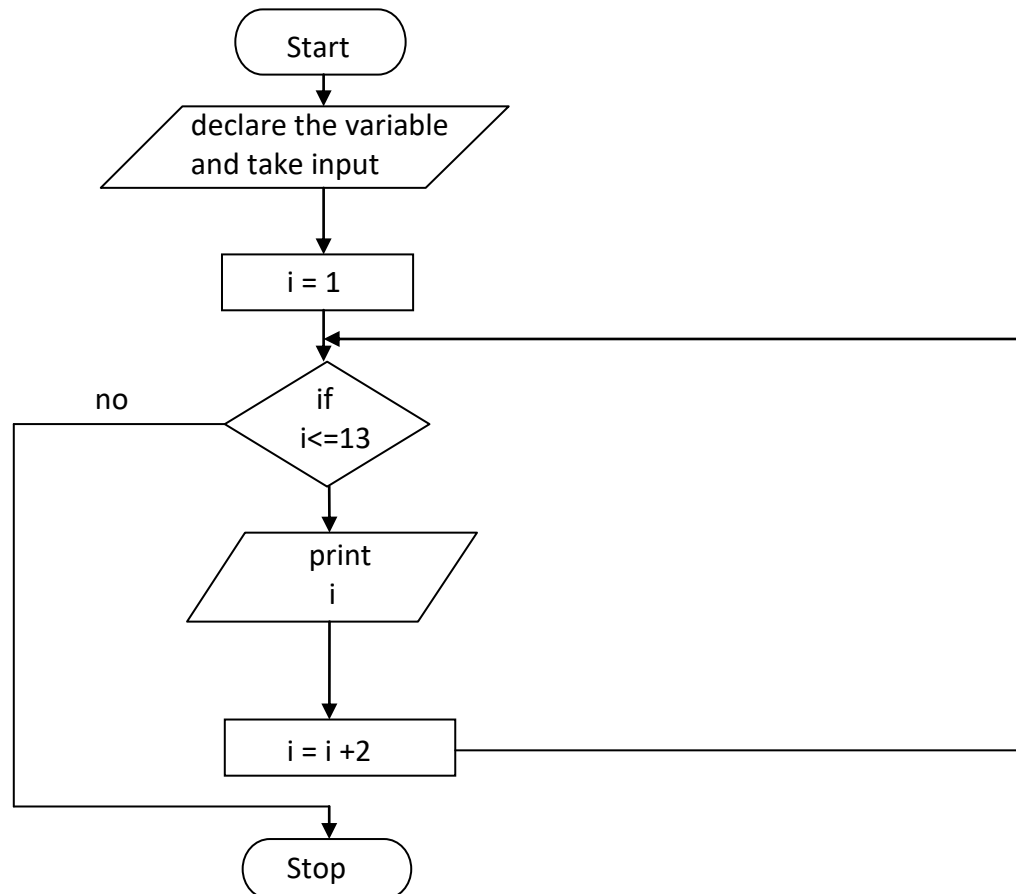 Start
declare the variable
and take input
i = 1
no
if
i<=13
print
i
i = i +2
Stop